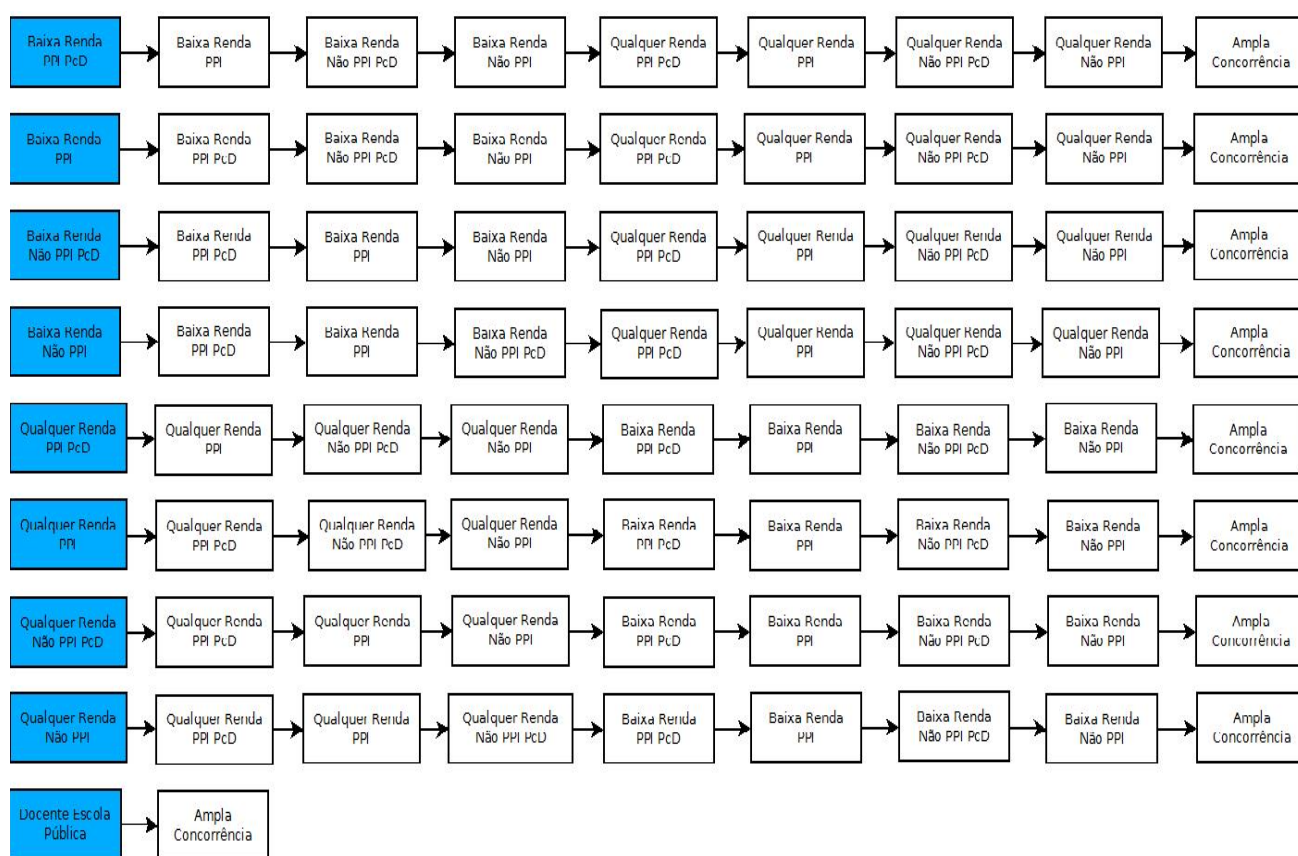 Baixa Renda
PPI PcD
Baixa Renda
PPI
Baixa Renda
Não PPI PcD
Baixa Renda
Não PPI
Qualquer Renda
PPI PcD
Qualquer Renda
PPI
Qualquer Renda
Não PPI PcD
Qualquer Renda
Não PPI
Ampla
Concorrência
Baixa Renda
PPI
Baixa Renda
PPI PcD
Baixa Renda
Não PPI PcD
Baixa Renda
Não PPI
Qualquer Renda
PPI PcD
Qualquer Renda
PPI
Qualquer Renda
Não PPI PcD
Qualquer Renda
Não PPI
Ampla
Concorrência
Baixa Renda
Não PPI PcD
Baixa Renda
PPI PcD
Baixa Renda
PPI
Baixa Renda
Não PPI
Qualquer Renda
PPI PcD
Qualquer Renda
PPI
Qualquer Renda
Não PPI PcD
Qualquer Renda
Não PPI
Ampla
Concorrência
Baixa Renda
Não PPI
Baixa Renda
PPI PcD
Baixa Renda
PPI
Baixa Renda
Não PPI PcD
Qualquer Renda
PPI PcD
Qualquer Renda
PPI
Qualquer Renda
Não PPI PcD
Qualquer Renda
Não PPI
Ampla
Concorrência
Qualquer Renda
PPI PcD
Qualquer Renda
PPI
Qualquer Renda
Não PPI PcD
Qualquer Renda
Não PPI
Baixa Renda
PPI PcD
Baixa Renda
PPI
Baixa Renda
Não PPI PcD
Baixa Renda
Não PPI
Ampla
Concorrência
Qualquer Renda
PPI
Qualquer Renda
PPI PcD
Qualquer Renda
Não PPI PcD
Qualquer Renda
Não PPI
Baixa Renda
PPI PcD
Baixa Renda
PPI
Baixa Renda
Não PPI PcD
Baixa Renda
Não PPI
Ampla
Concorrência
Qualquer Renda
Não PPI PcD
Qualquer Renda
PPI PcD
Qualquer Renda
PPI
Qualquer Renda
Não PPI
Baixa Renda
PPI PcD
Baixa Renda
PPI
Baixa Renda
Não PPI PcD
Baixa Renda
Não PPI
Ampla
Concorrência
Qualquer Renda
Não PPI
Qualquer Renda
PPI PcD
Qualquer Renda
PPI
Qualquer Renda
Não PPI PcD
Baixa Renda
PPI PcD
Baixa Renda
PPI
Baixa Renda
Não PPI PcD
Baixa Renda
Não PPI
Ampla
Concorrência
Docente Escola
Pública
Ampla
Concorrência